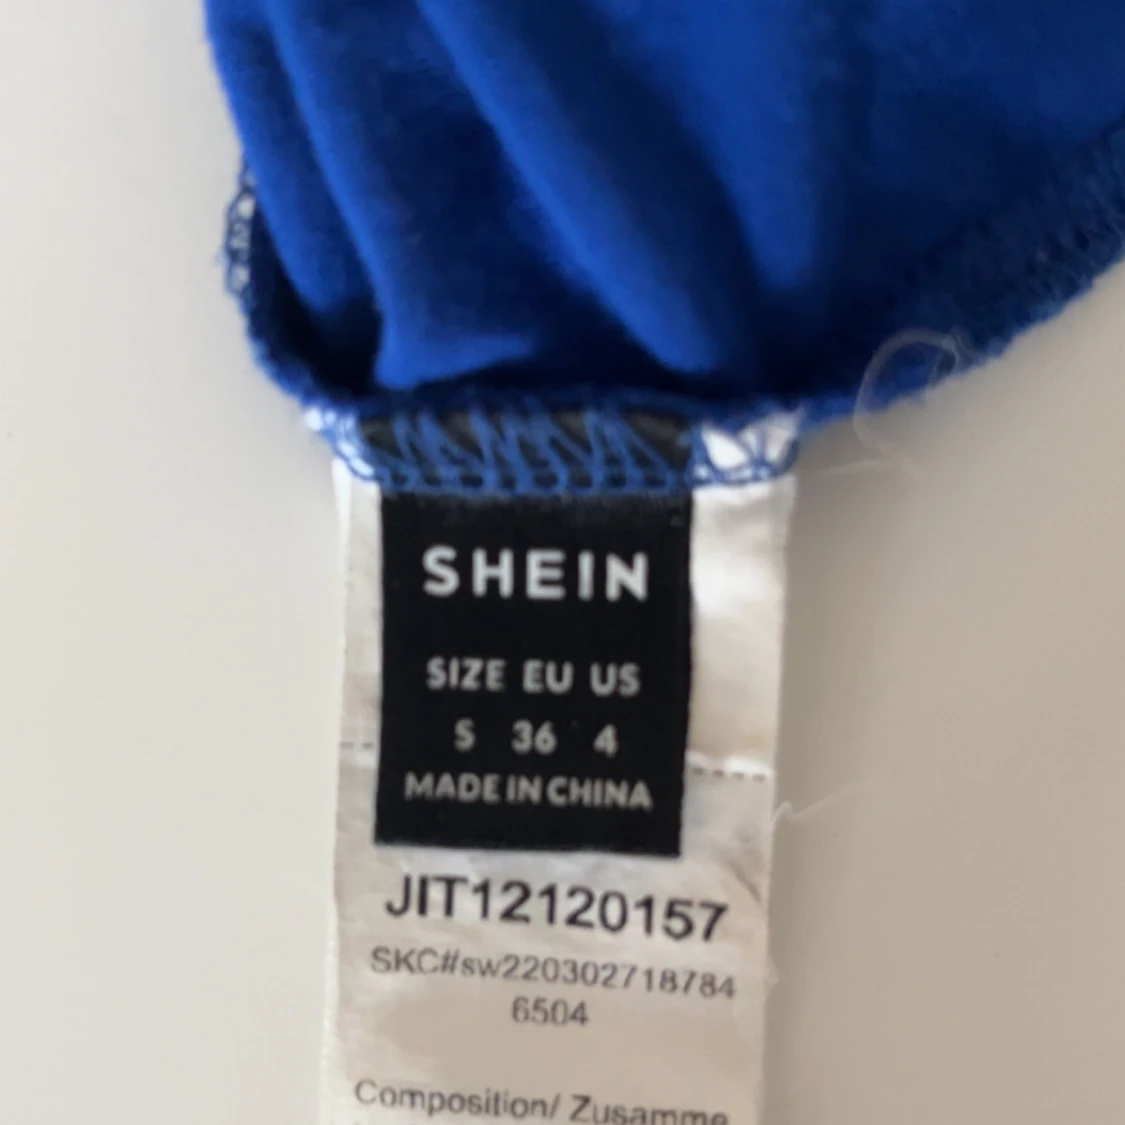 SHEIN
SIZE EU US
S 36 4
MADE IN CHINA
JIT12120157
SKC#sw220302718784
6504
Composition/ Zusamme